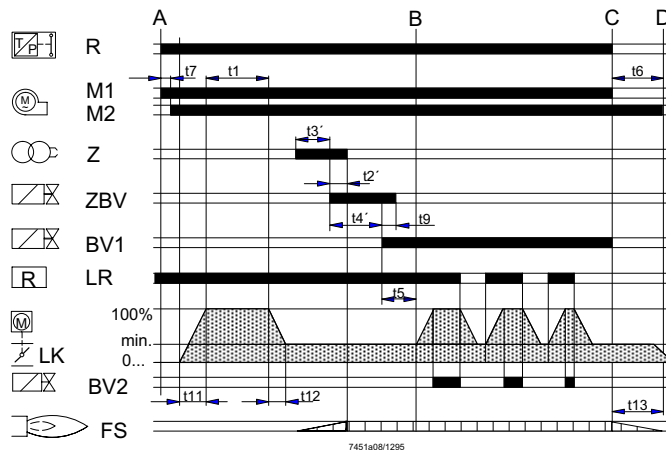 A B C D
T/P R
t7 t1 t6
M1
M ~ M2
t3´
Z
t2´
ZBV
t4´ t9
BV1
R LR
t5
100%
M min.
LK 0...
BV2
t11 t12 t13
FS
7451a08/1295